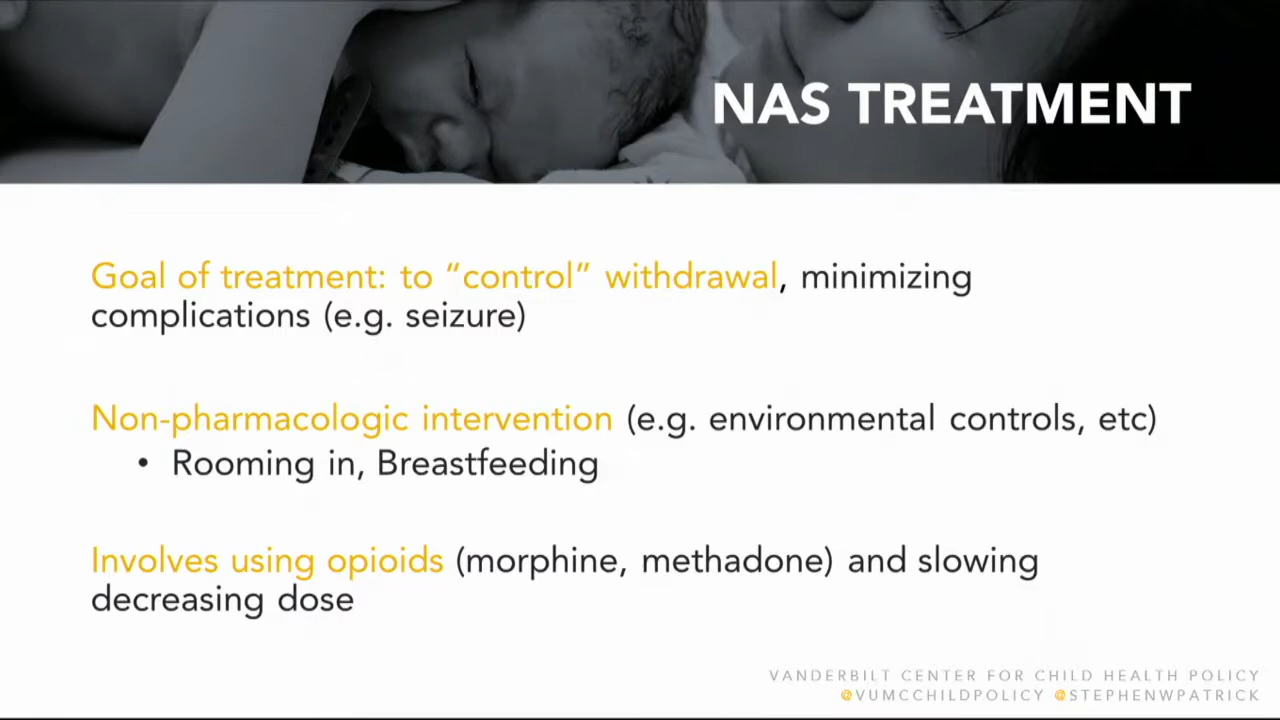 NAS TREATMENT
Goal of treatment: to “control” withdrawal, minimizing
complications (e.g. seizure)
Non-pharmacologic intervention (e.g. environmental controls, etc)
• Rooming in, Breastfeeding
Involves using opioids (morphine, methadone) and slowing
decreasing dose
VANDERBILT CENTER FOR CHILD HEALTH POLICY
@VUMCCHILDPOLICY @STEPHENWPATRICK